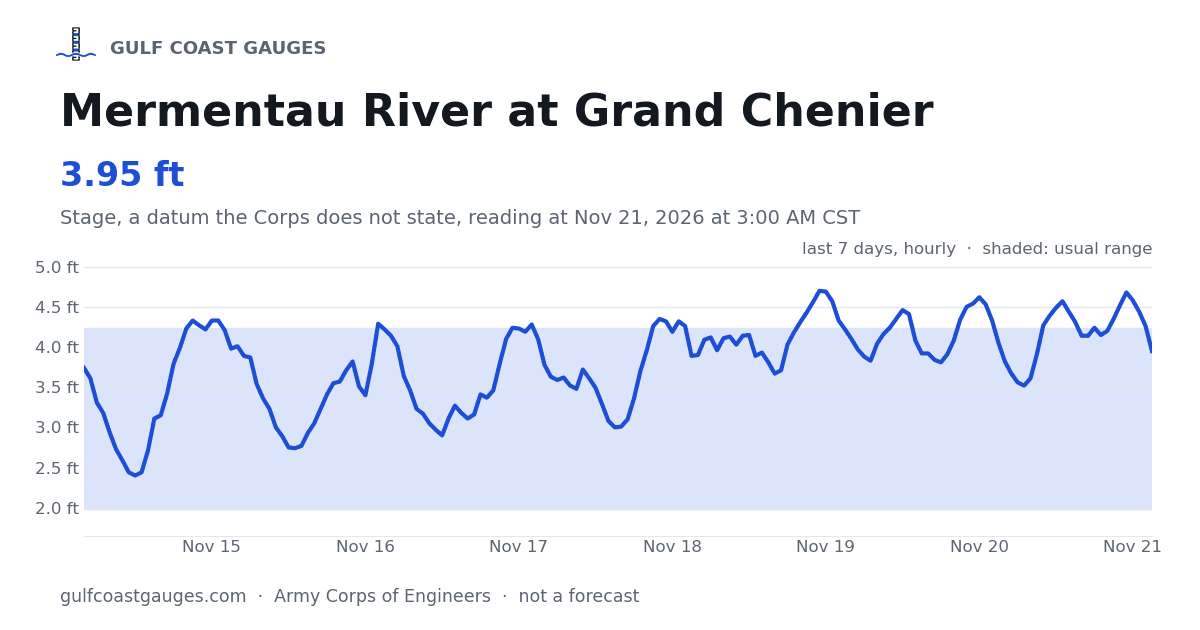 GULF COAST GAUGES
Mermentau River at Grand Chenier
3.95 ft
Stage, a datum the Corps does not state, reading at Nov 21, 2026 at 3:00 AM CST
last 7 days, hourly · shaded: usual range
5.0 ft
4.5 ft
4.0 ft
3.5 ft
3.0 ft
2.5 ft
2.0 ft
Nov 15 Nov 16 Nov 17 Nov 18 Nov 19 Nov 20 Nov 21
gulfcoastgauges.com · Army Corps of Engineers · not a forecast